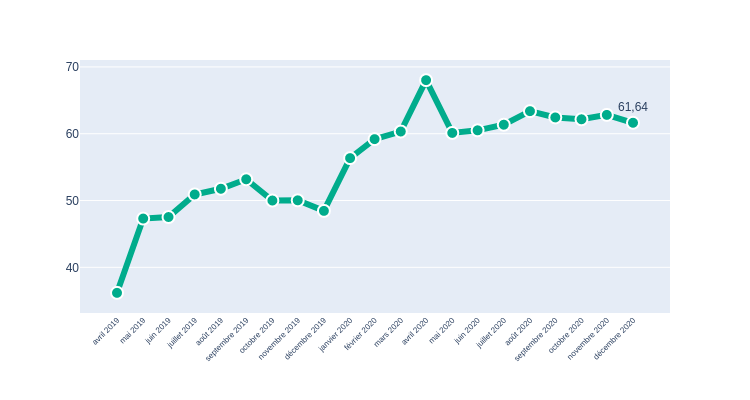 70
60
50
40
61,64
avril 2019
mai 2019
juin 2019
juillet 2019
août 2019
septembre 2019
octobre 2019
novembre 2019
décembre 2019
janvier 2020
février 2020
mars 2020
avril 2020
mai 2020
juin 2020
juillet 2020
août 2020
septembre 2020
octobre 2020
novembre 2020
décembre 2020